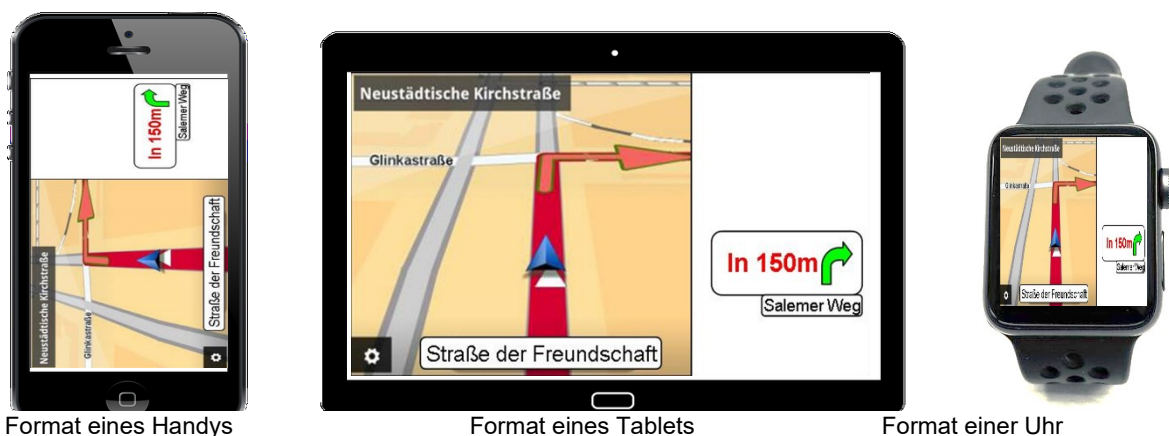 In 150m
Salemer Weg
Neustädtische Kirchstraße
Glinkastraße
Straße der Freundschaft
Neustädtische Kirchstraße
Glinkastraße
In 150m
Salemer Weg
Straße der Freundschaft
Neustädtische Kirchstraße
Glinkastraße
In 150m
Salemer Weg
Straße der Freundschaft
Format eines Handys
Format eines Tablets
Format einer Uhr